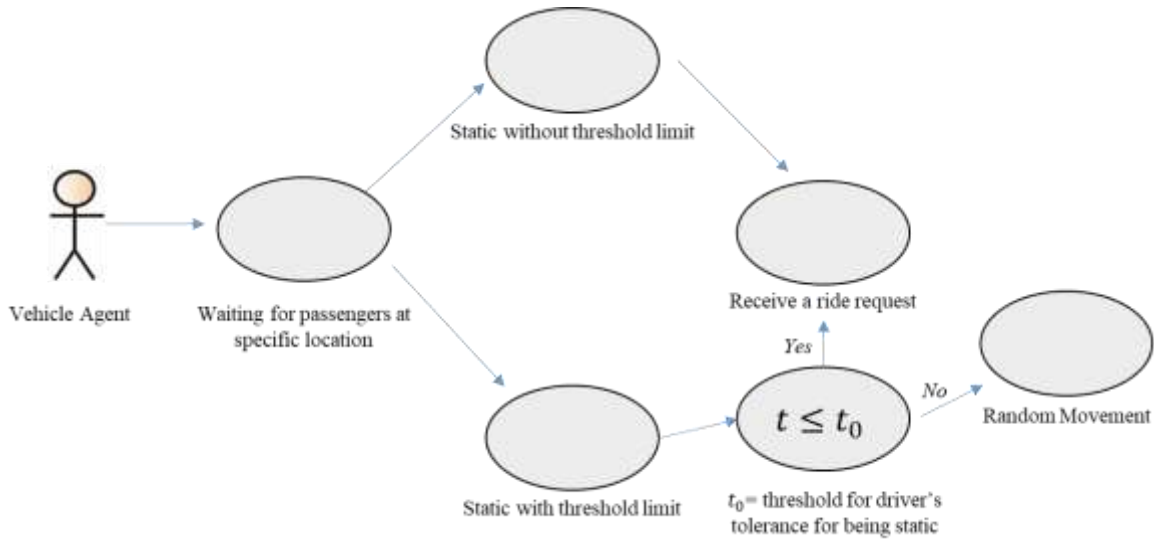 Static without threshold limit
Vehicle Agent
Waiting for passengers at
specific location
Receive a ride request
Yes
t ≤ t₀
No
Random Movement
Static with threshold limit
t₀= threshold for driver's
tolerance for being static